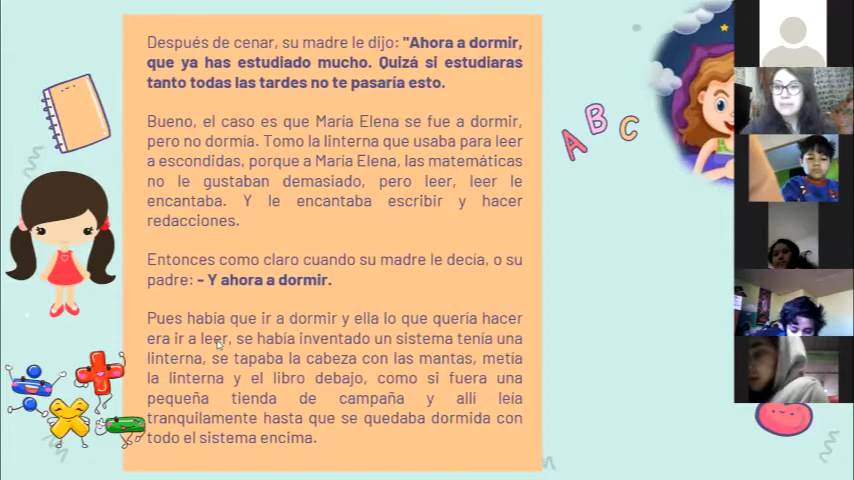 Después de cenar, su madre le dijo: "Ahora a dormir,
que ya has estudiado mucho. Quizá si estudiaras
tanto todas las tardes no te pasaría esto.
Bueno, el caso es que María Elena se fue a dormir,
pero no dormía. Tomo la linterna que usaba para leer
a escondidas, porque a María Elena, las matemáticas
no le gustaban demasiado, pero leer, leer le
encantaba. Y le encantaba escribir y hacer
redacciones.
Entonces como claro cuando su madre le decía, o su
padre: - Y ahora a dormir.
Pues había que ir a dormir y ella lo que quería hacer
era ir a leer, se había inventado un sistema tenía una
linterna, se tapaba la cabeza con las mantas, metía
la linterna y el libro debajo, como si fuera una
pequeña tienda de campaña y allí leía
tranquilamente hasta que se quedaba dormida con
todo el sistema encima.
A B C